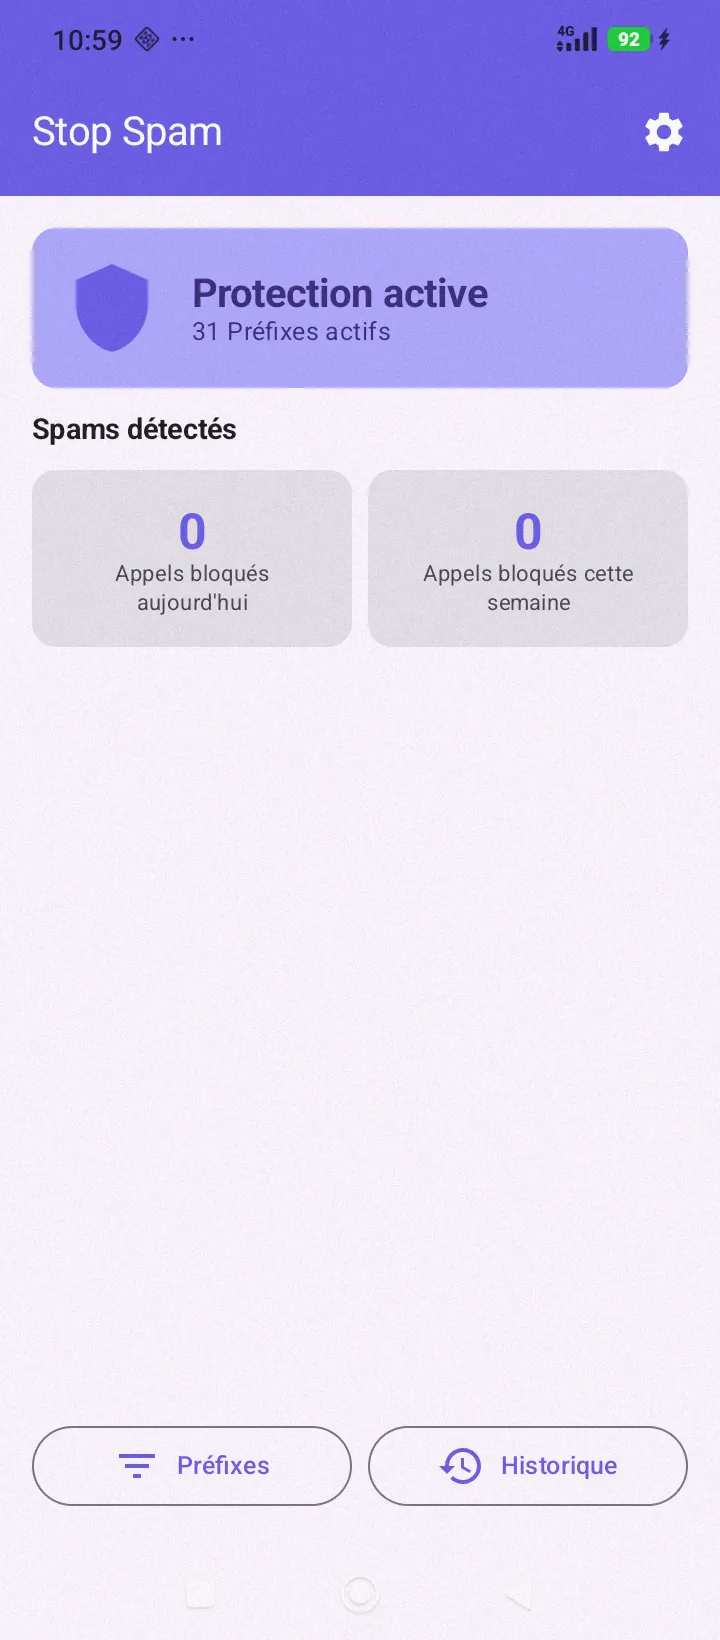 10:59 ... 4G 92
Stop Spam
Protection active
31 Préfixes actifs
Spams détectés
0
Appels bloqués
aujourd'hui
0
Appels bloqués cette
semaine
Préfixes
Historique